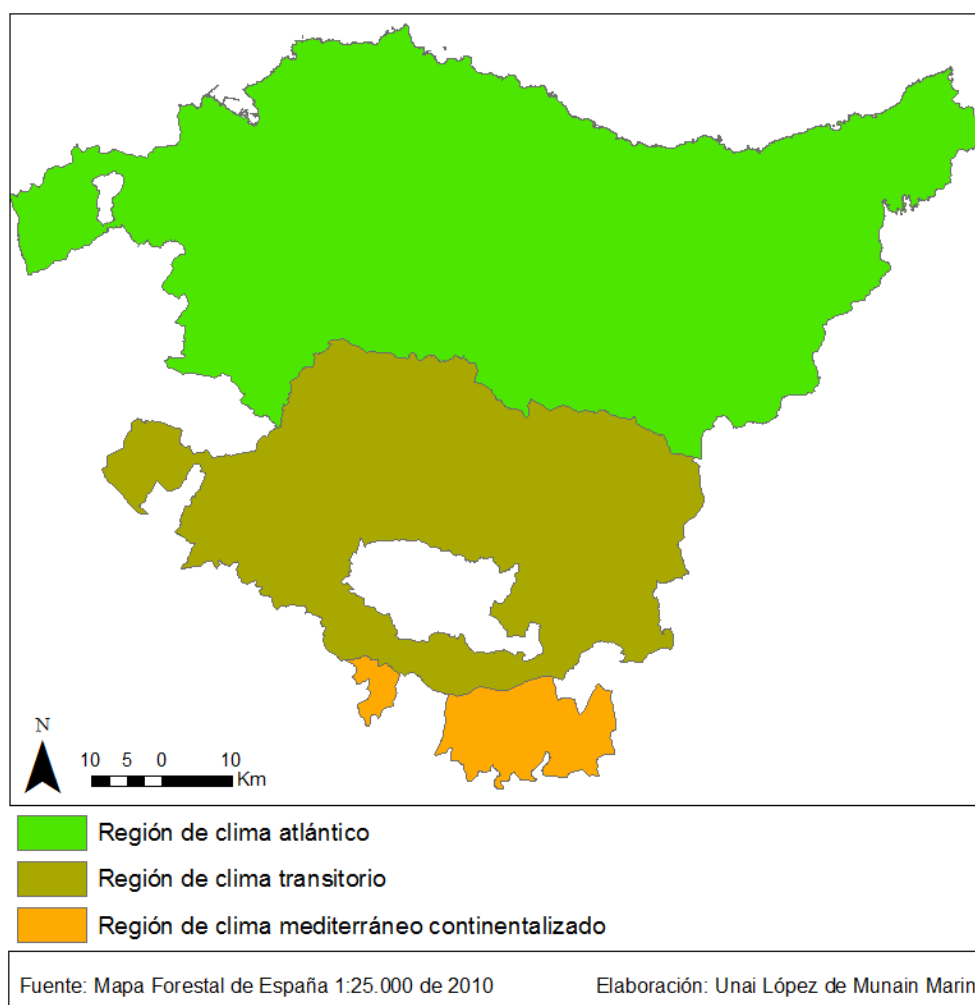 N
10 5 0 10
Km
Región de clima atlántico
Región de clima transitorio
Región de clima mediterráneo continentalizado
Fuente: Mapa Forestal de España 1:25.000 de 2010 Elaboración: Unai López de Munain Marin